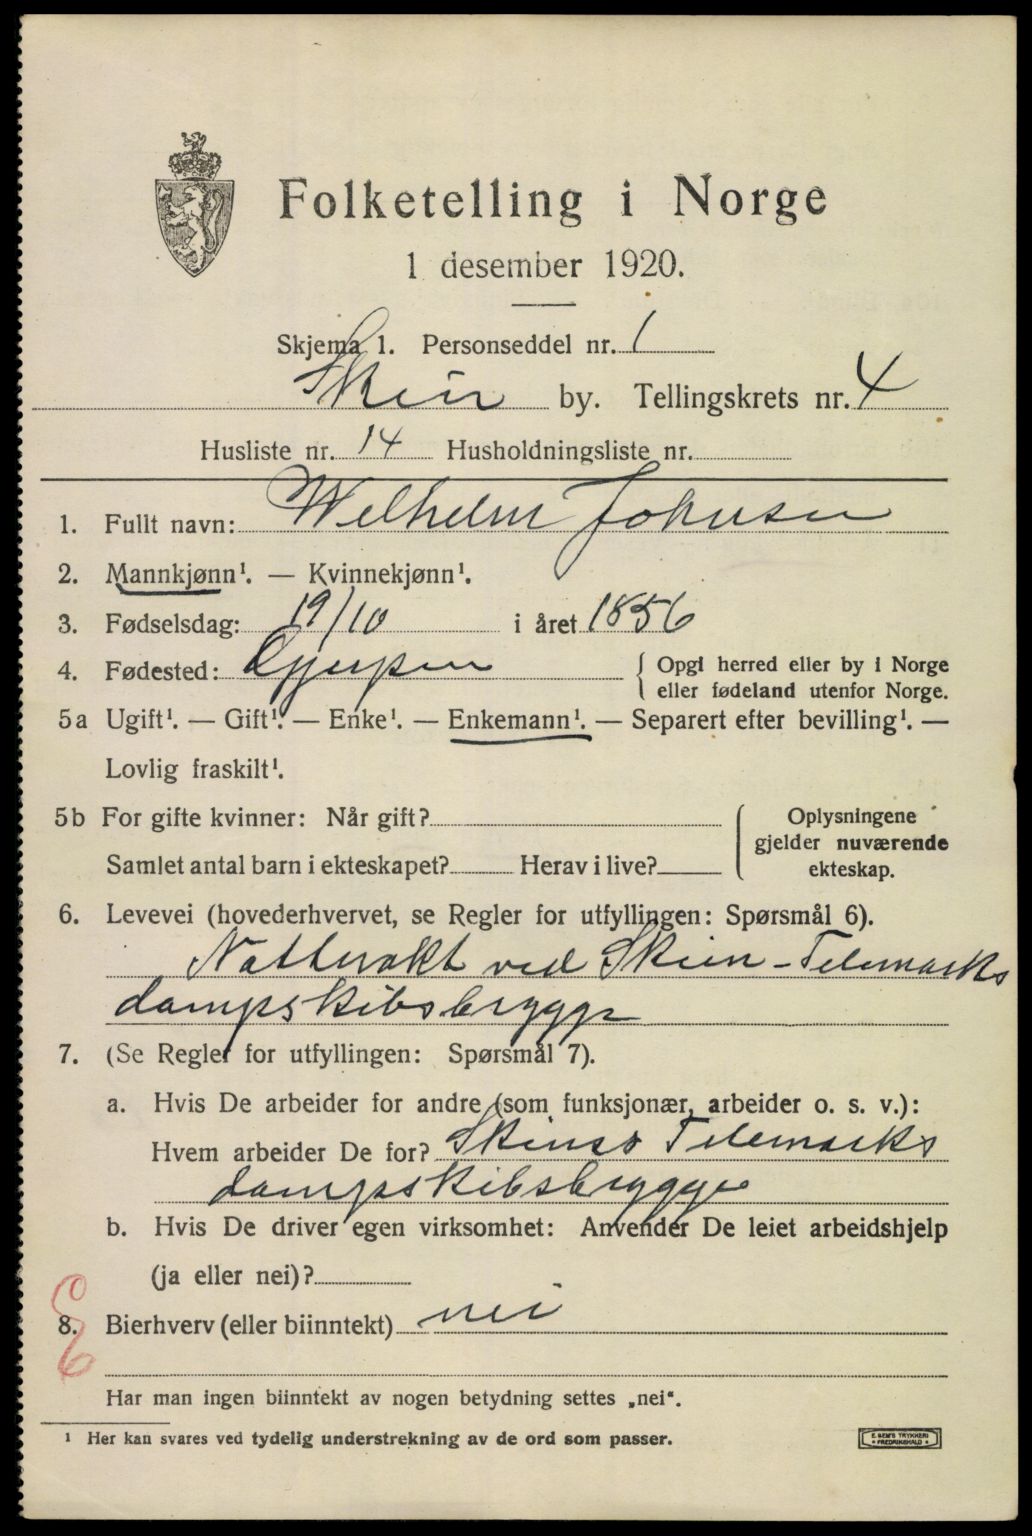 Folketelling i Norge
1 desember 1920.
Skjema 1. Personseddel nr. 1
Skien by. Tellingskrets nr. 4
Husliste nr. 14 Husholdningsliste nr.
1. Fullt navn: Welhelm Johnsen
2. Mannkjønn¹. — Kvinnekjønn¹.
3. Fødselsdag: 19/10 i året 1856
4. Fødested: Gjerpen { Opgi herred eller by i Norge
eller fødeland utenfor Norge.
5a Ugift¹. — Gift¹. — Enke¹. — Enkemann¹. — Separert efter bevilling¹. —
Lovlig fraskilt¹.
5b For gifte kvinner: Når gift? Oplysningene
gjelder nuværende
Samlet antal barn i ekteskapet? Herav i live? ekteskap.
6. Levevei (hovederhvervet, se Regler for utfyllingen: Spørsmål 6).
Nattevakt ved Skien-Telemarks
dampskibsbrygge
7. (Se Regler for utfyllingen: Spørsmål 7).
a. Hvis De arbeider for andre (som funksjonær, arbeider o. s. v.):
Hvem arbeider De for? Skiens Telemarks
dampskibsbrygge
b. Hvis De driver egen virksomhet: Anvender De leiet arbeidshjelp
(ja eller nei)?
8. Bierhverv (eller biinntekt) nei
Har man ingen biinntekt av nogen betydning settes „nei“.
¹ Her kan svares ved tydelig understrekning av de ord som passer.
E. SEM'S TRYKKERI
* FREDRIKSHALD *